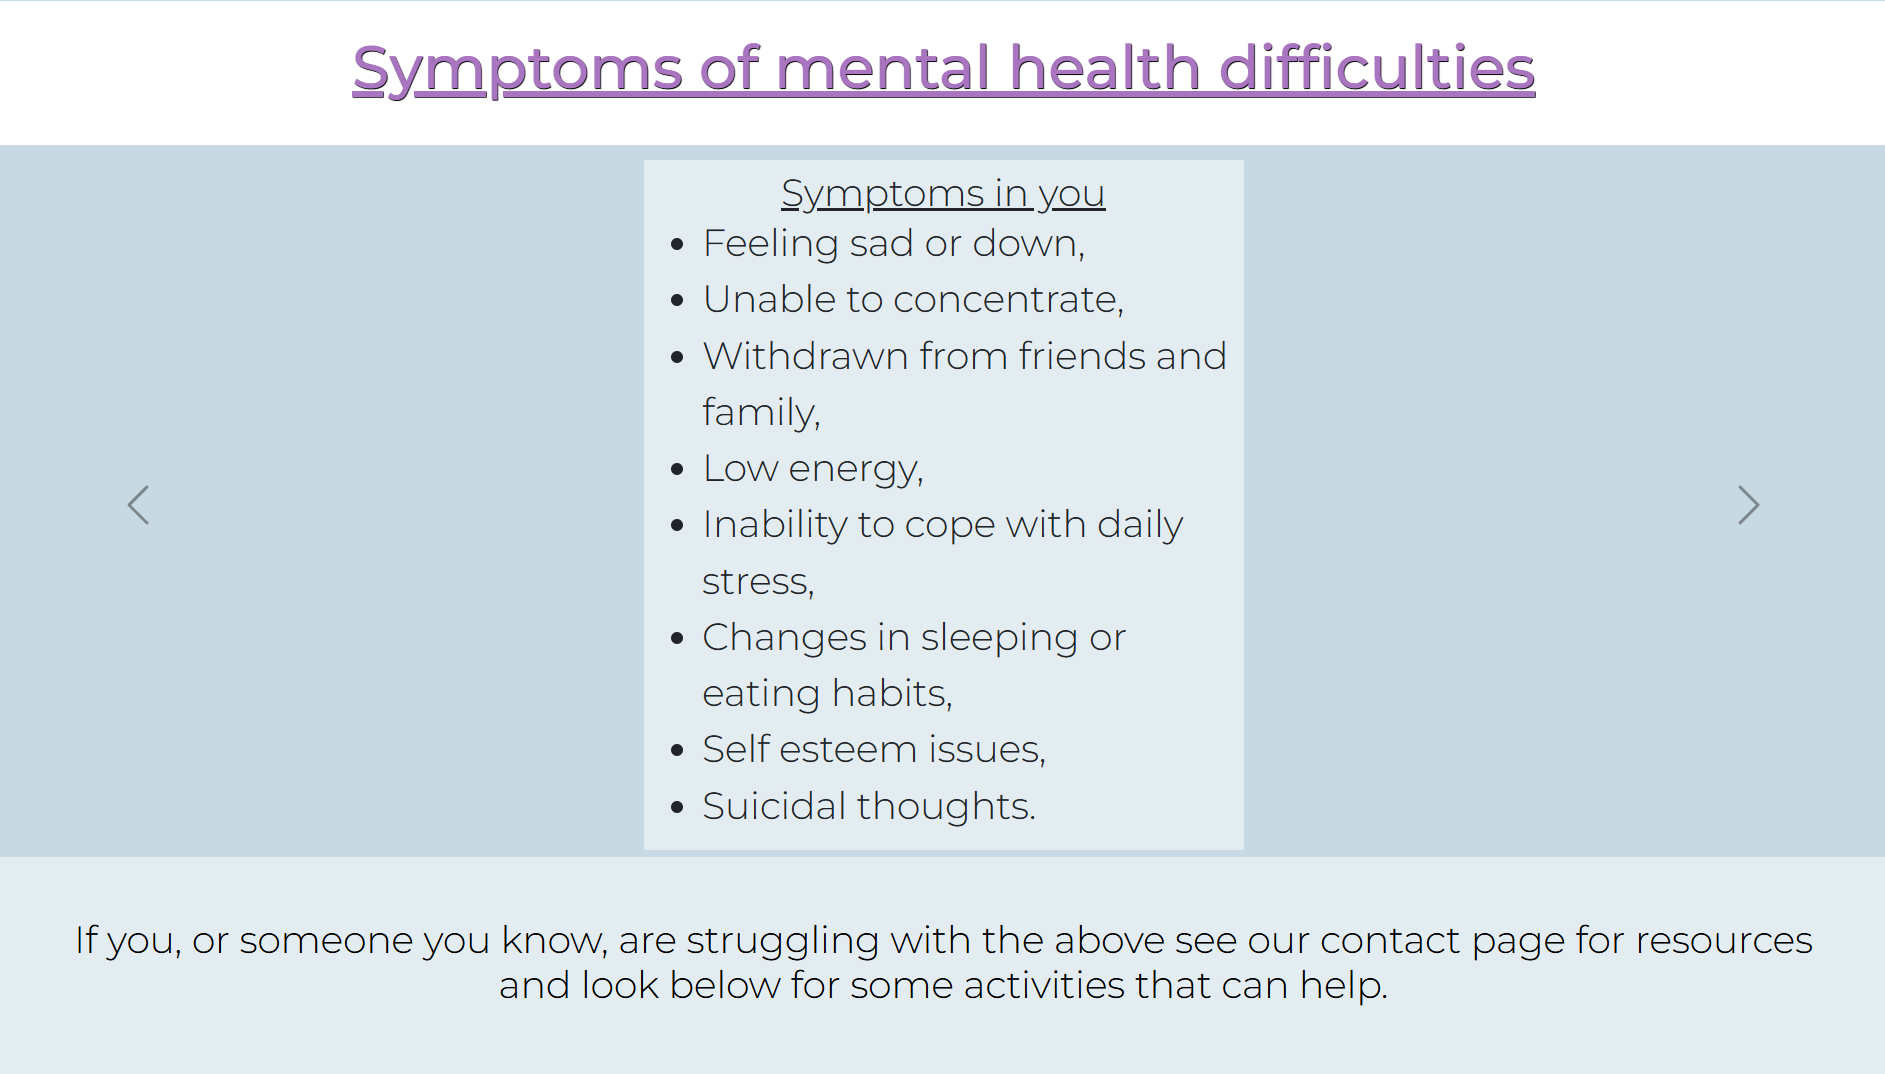 Symptoms of mental health difficulties
Symptoms in you
• Feeling sad or down,
• Unable to concentrate,
• Withdrawn from friends and
family,
• Low energy,
• Inability to cope with daily
stress,
• Changes in sleeping or
eating habits,
• Self esteem issues,
• Suicidal thoughts.
If you, or someone you know, are struggling with the above see our contact page for resources
and look below for some activities that can help.